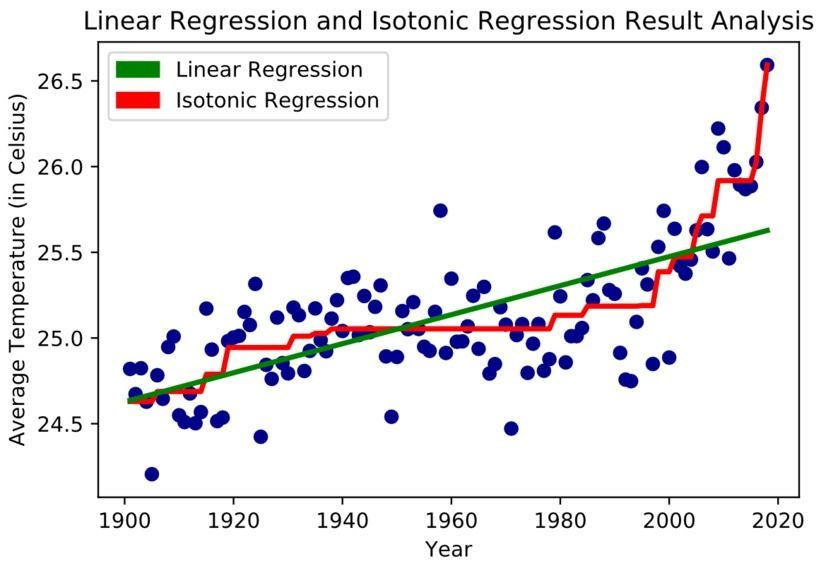 Linear Regression and Isotonic Regression Result Analysis
Linear Regression
Isotonic Regression
Average Temperature (in Celsius)
26.5
26.0
25.5
25.0
24.5
1900 1920 1940 1960 1980 2000 2020
Year